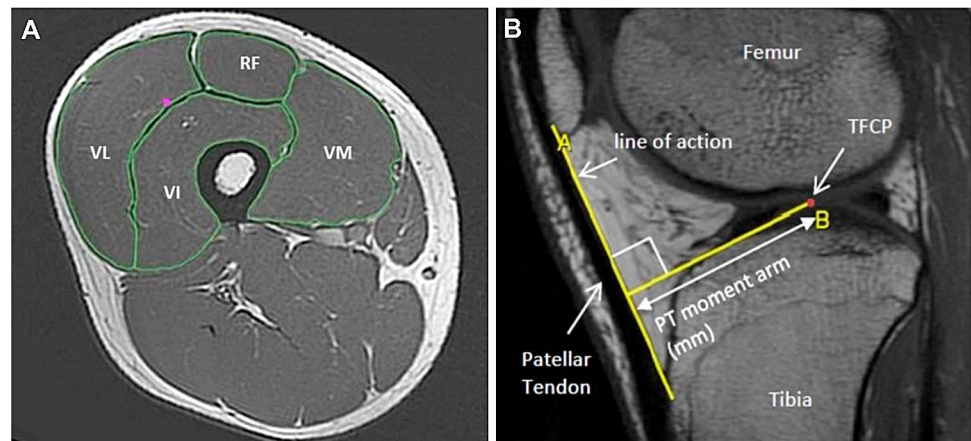 A
RF
VL
VI
VM
B
Femur
TFCP
A
line of action
B
PT moment arm
(mm)
Patellar
Tendon
Tibia